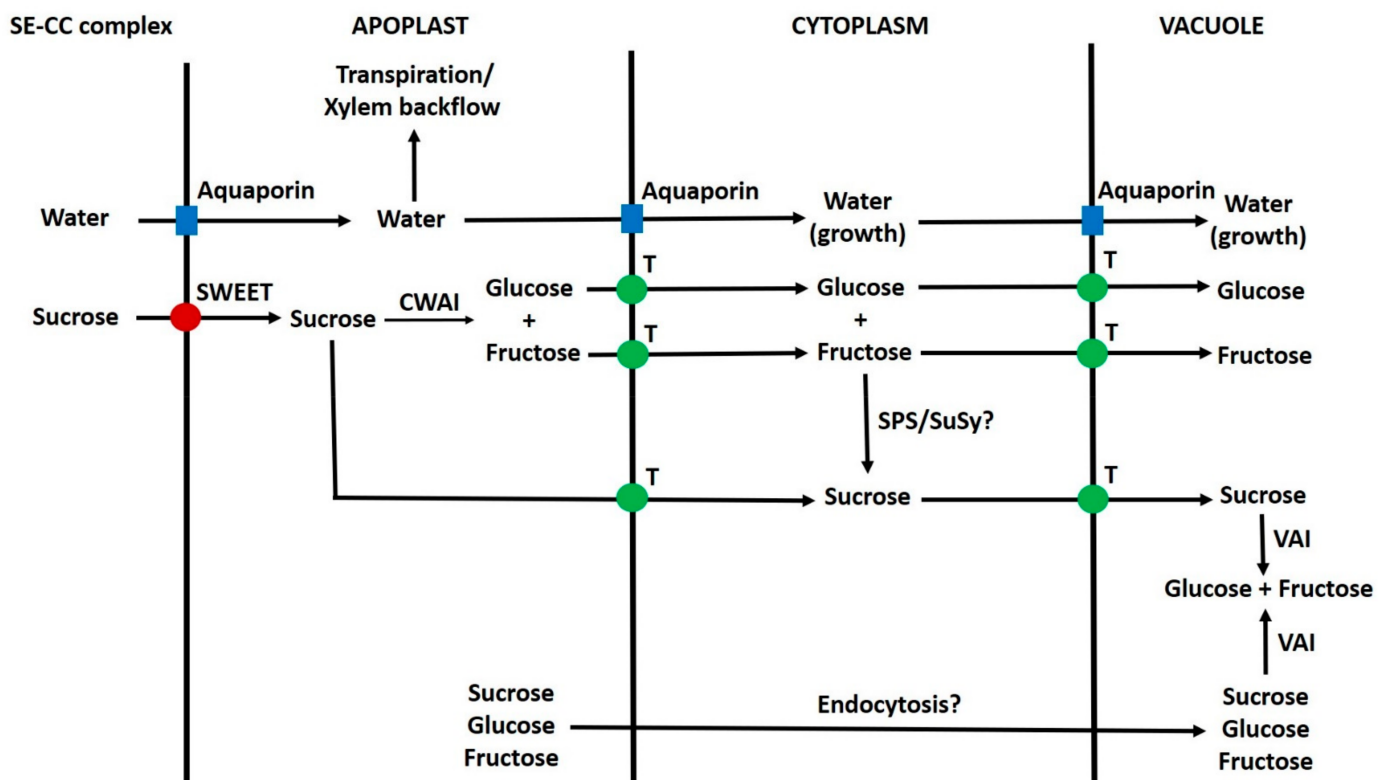 SE-CC complex
APOPLAST
CYTOPLASM
VACUOLE
Transpiration/
Xylem backflow
Water
Aquaporin
Water
Aquaporin
Water
(growth)
Aquaporin
Water
(growth)
Sucrose
SWEET
Sucrose
CWAI
Glucose
+
Fructose
T
T
Glucose
+
Fructose
T
T
Glucose
Fructose
SPS/SuSy?
T
Sucrose
T
Sucrose
VAI
Glucose + Fructose
VAI
Sucrose
Glucose
Fructose
Endocytosis?
Sucrose
Glucose
Fructose